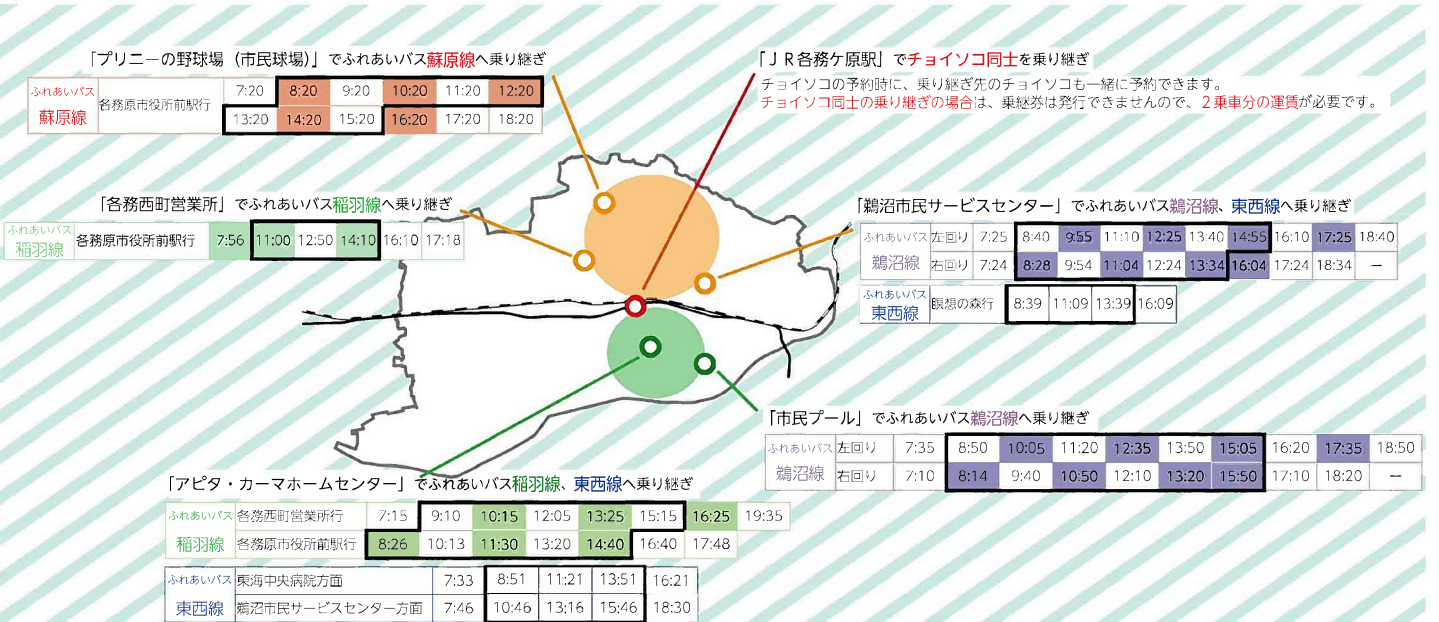 「プリニーの野球場（市民球場）」でふれあいバス蘇原線へ乗り継ぎ
ふれあいバス
蘇原線
各務原市役所前駅行
7:20 8:20 9:20 10:20 11:20 12:20
13:20 14:20 15:20 16:20 17:20 18:20
「ＪＲ各務ケ原駅」でチョイソコ同士を乗り継ぎ
チョイソコの予約時に、乗り継ぎ先のチョイソコも一緒に予約できます。
チョイソコ同士の乗り継ぎの場合は、乗継券は発行できませんので、２乗車分の運賃が必要です。
「各務西町営業所」でふれあいバス稲羽線へ乗り継ぎ
ふれあいバス
稲羽線
各務原市役所前駅行 7:56 11:00 12:50 14:10 16:10 17:18
「鵜沼市民サービスセンター」でふれあいバス鵜沼線、東西線へ乗り継ぎ
ふれあいバス
鵜沼線
左回り 7:25 8:40 9:55 11:10 12:25 13:40 14:55 16:10 17:25 18:40
右回り 7:24 8:28 9:54 11:04 12:24 13:34 16:04 17:24 18:34 ー
ふれあいバス
東西線
瞑想の森行 8:39 11:09 13:39 16:09
「市民プール」でふれあいバス鵜沼線へ乗り継ぎ
ふれあいバス
鵜沼線
左回り 7:35 8:50 10:05 11:20 12:35 13:50 15:05 16:20 17:35 18:50
右回り 7:10 8:14 9:40 10:50 12:10 13:20 15:50 17:10 18:20 ー
「アピタ・カーマホームセンター」でふれあいバス稲羽線、東西線へ乗り継ぎ
ふれあいバス
稲羽線
各務西町営業所行 7:15 9:10 10:15 12:05 13:25 15:15 16:25 19:35
各務原市役所前駅行 8:26 10:13 11:30 13:20 14:40 16:40 17:48
ふれあいバス
東西線
東海中央病院方面 7:33 8:51 11:21 13:51 16:21
鵜沼市民サービスセンター方面 7:46 10:46 13:16 15:46 18:30